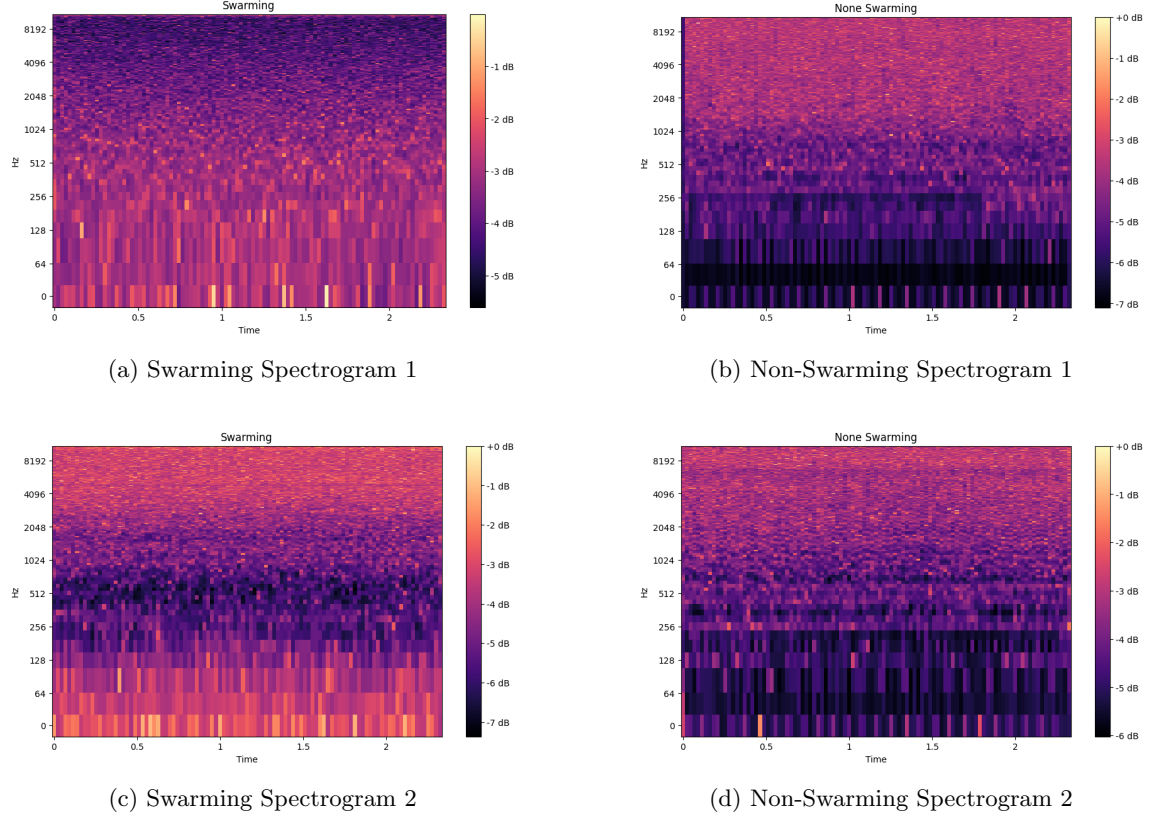 Swarming
8192
4096
2048
1024
512
256
128
64
0
Hz
0
0.5
1
1.5
2
Time
-1 dB
-2 dB
-3 dB
-4 dB
-5 dB
(a) Swarming Spectrogram 1
None Swarming
8192
4096
2048
1024
512
256
128
64
0
Hz
0
0.5
1
1.5
2
Time
+0 dB
-1 dB
-2 dB
-3 dB
-4 dB
-5 dB
-6 dB
-7 dB
(b) Non-Swarming Spectrogram 1
Swarming
8192
4096
2048
1024
512
256
128
64
0
Hz
0
0.5
1
1.5
2
Time
+0 dB
-1 dB
-2 dB
-3 dB
-4 dB
-5 dB
-6 dB
-7 dB
(c) Swarming Spectrogram 2
None Swarming
8192
4096
2048
1024
512
256
128
64
0
Hz
0
0.5
1
1.5
2
Time
+0 dB
-1 dB
-2 dB
-3 dB
-4 dB
-5 dB
-6 dB
(d) Non-Swarming Spectrogram 2